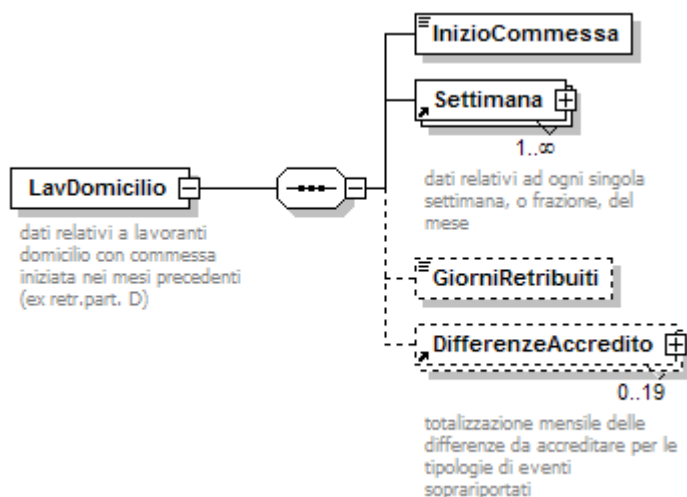 InizioCommessa
Settimana
1..∞
dati relativi ad ogni singola
settimana, o frazione, del
mese
LavDomicilio
dati relativi a lavoranti
domicilio con commessa
iniziata nei mesi precedenti
(ex retr.part. D)
GiorniRetribuiti
DifferenzeAccredito
0..19
totalizzazione mensile delle
differenze da accreditare per le
tipologie di eventi
soprariportati